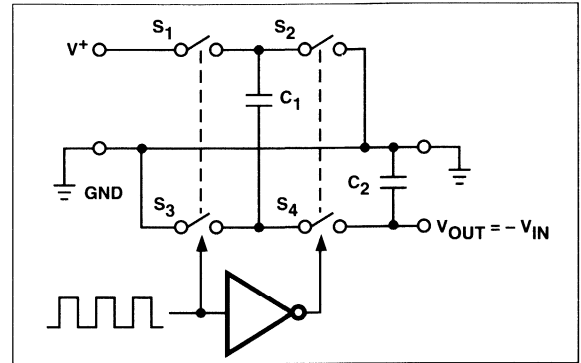 S1
S2
V+
C1
GND
C2
S3
S4
VOUT = – VIN